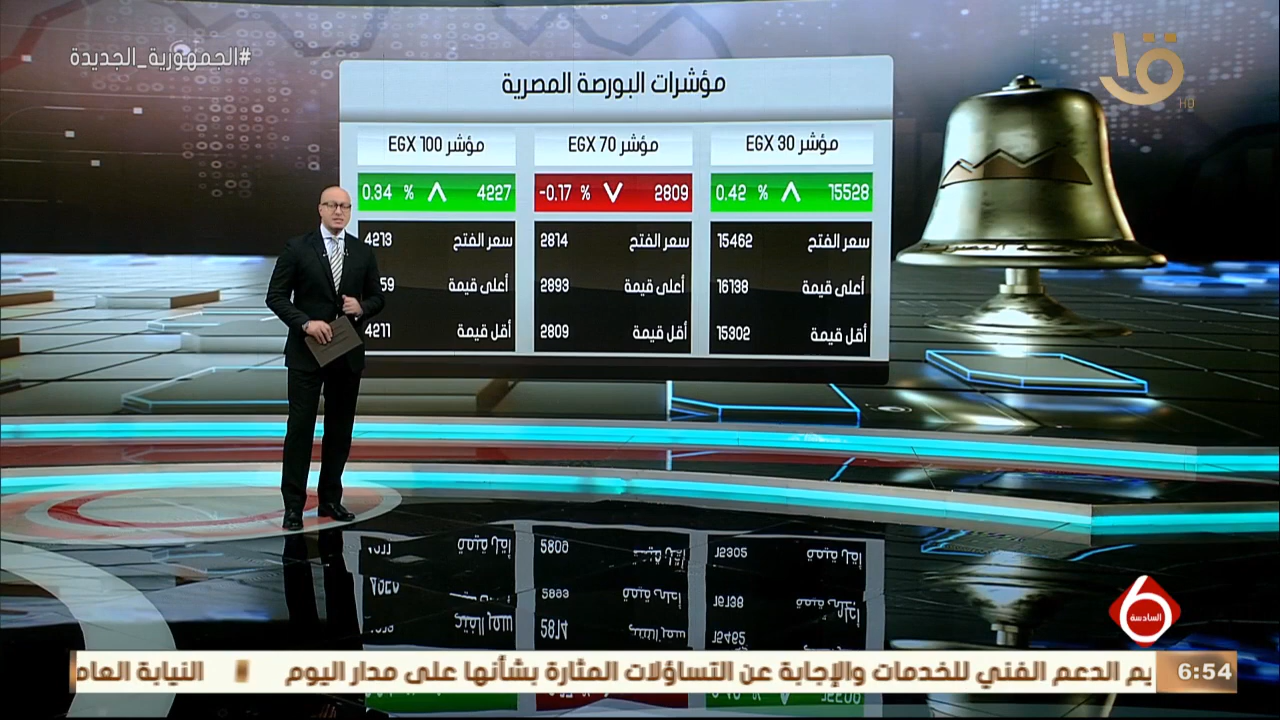 #الجمهورية_الجديدة
HD
مؤشرات البورصة المصرية
مؤشر EGX 30
15528 % 0.42
سعر الفتح 15462
أعلى قيمة 16138
أقل قيمة 15302
مؤشر EGX 70
2809 % -0.17
سعر الفتح 2814
أعلى قيمة 2893
أقل قيمة 2809
مؤشر EGX 100
4227 % 0.34
سعر الفتح 4213
أعلى قيمة 59
أقل قيمة 4211
6
السادسة
6:54
يم الدعم الفني للخدمات والإجابة عن التساؤلات المثارة بشأنها على مدار اليوم
النيابة العام